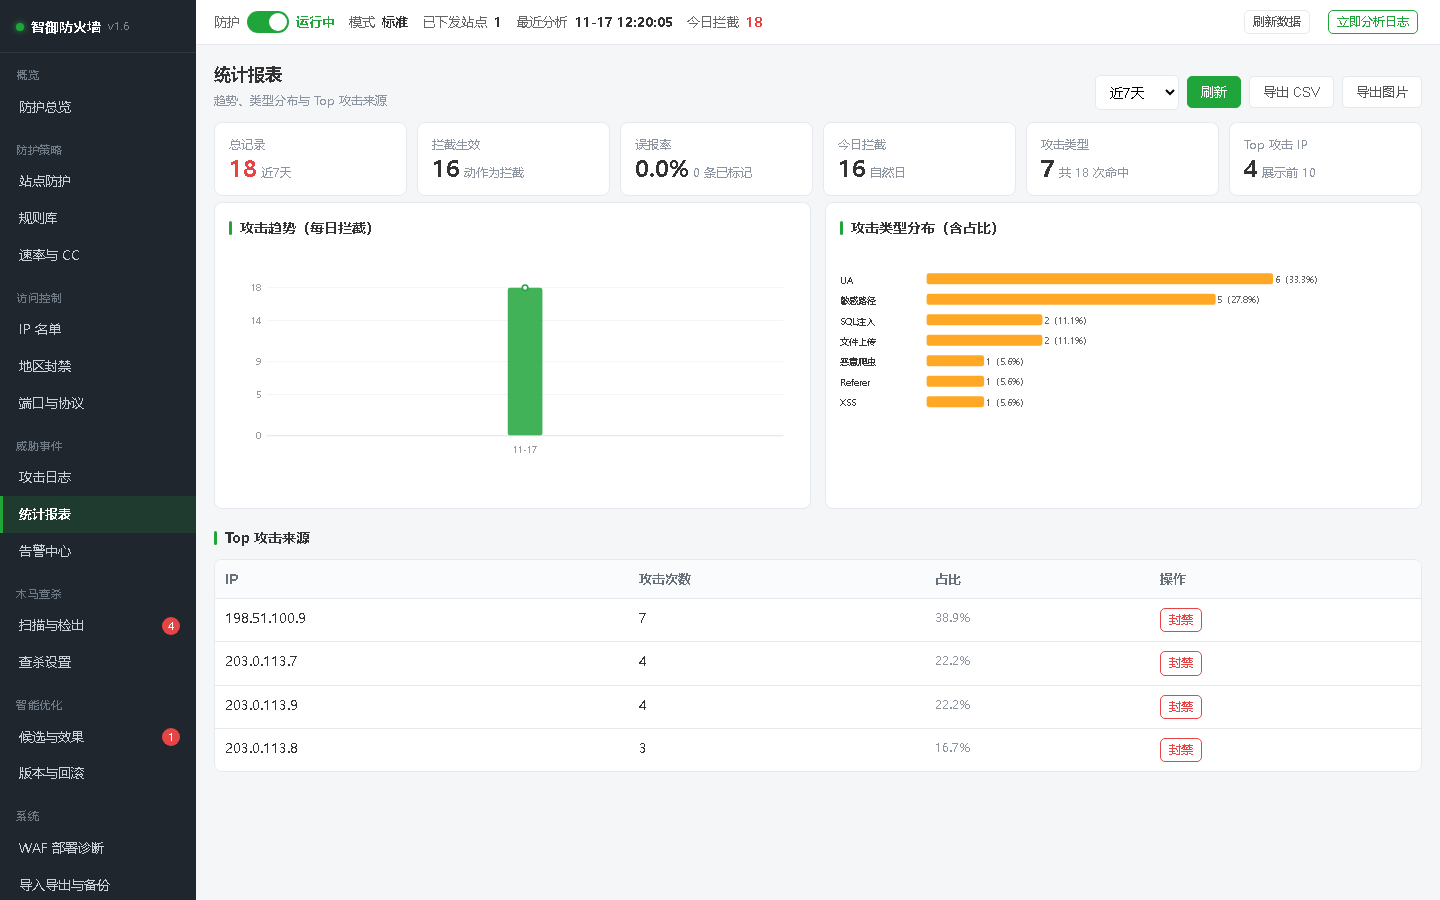 智御防火墙 v1.6
防护 运行中 模式 标准 已下发站点 1 最近分析 11-17 12:20:05 今日拦截 18 刷新数据 立即分析日志
概览
防护总览
防护策略
站点防护
规则库
速率与 CC
访问控制
IP 名单
地区封禁
端口与协议
威胁事件
攻击日志
统计报表
告警中心
木马查杀
扫描与检出 4
查杀设置
智能优化
候选与效果 1
版本与回滚
系统
WAF 部署诊断
导入导出与备份
统计报表
趋势、类型分布与 Top 攻击来源
近7天 刷新 导出 CSV 导出图片
总记录
18 近7天
拦截生效
16 动作为拦截
误报率
0.0% 0 条已标记
今日拦截
16 自然日
攻击类型
7 共 18 次命中
Top 攻击 IP
4 展示前 10
攻击趋势（每日拦截）
18
14
9
5
0
11-17
攻击类型分布（含占比）
UA 6 (33.3%)
敏感路径 5 (27.8%)
SQL注入 2 (11.1%)
文件上传 2 (11.1%)
恶意爬虫 1 (5.6%)
Referer 1 (5.6%)
XSS 1 (5.6%)
Top 攻击来源
IP 攻击次数 占比 操作
198.51.100.9 7 38.9% 封禁
203.0.113.7 4 22.2% 封禁
203.0.113.9 4 22.2% 封禁
203.0.113.8 3 16.7% 封禁